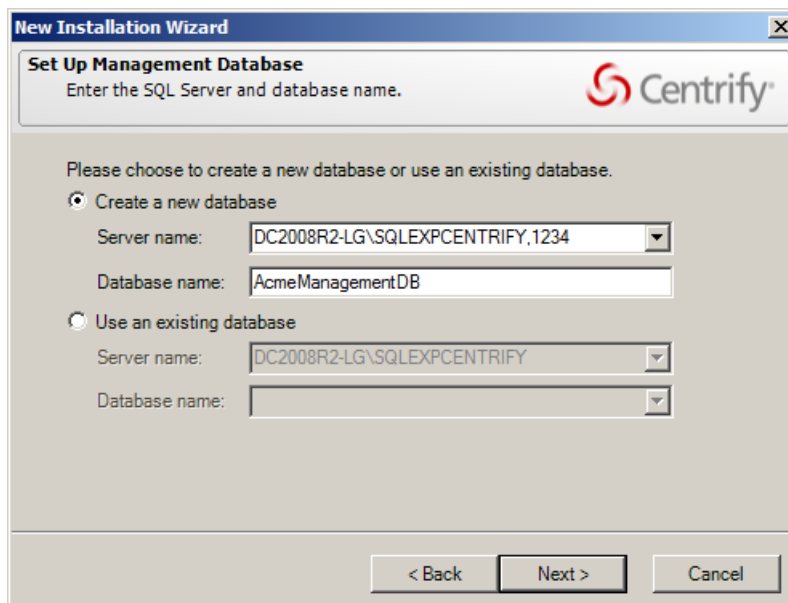 New Installation Wizard
Set Up Management Database
Enter the SQL Server and database name.
Centrify
Please choose to create a new database or use an existing database.
Create a new database
Server name: DC2008R2-LG\SQLEXPCENTRIFY,1234
Database name: AcmeManagementDB
Use an existing database
Server name: DC2008R2-LG\SQLEXPCENTRIFY
Database name:
< Back Next > Cancel